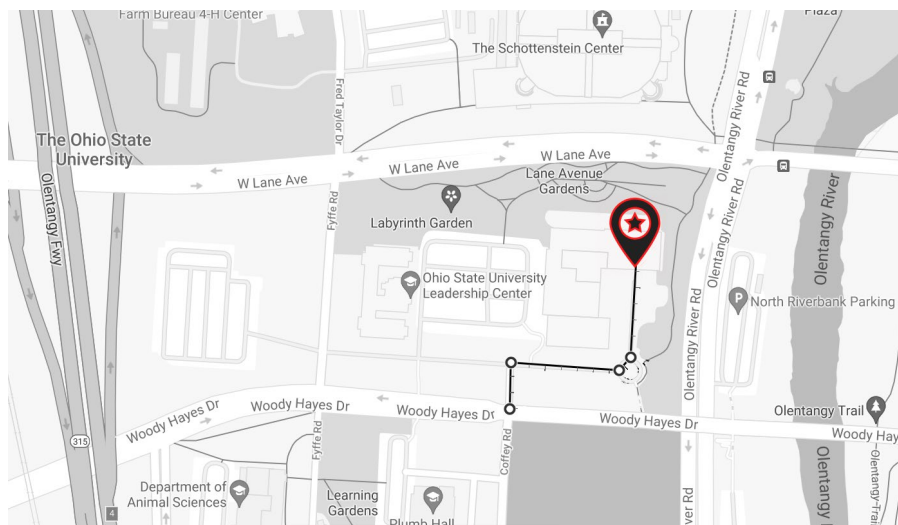 Farm Bureau 4-H Center
Plaza
The Schottenstein Center
Fred Taylor Dr
Olentangy River Rd
The Ohio State
University
W Lane Ave
W Lane Ave
W Lane Ave
Lane Avenue
Gardens
Olentangy River Rd
Olentangy Fwy
Fyffe Rd
Labyrinth Garden
Olentangy River
Ohio State University
Leadership Center
P
North Riverbank Parking
Olentangy River Rd
Woody Hayes Dr
Woody Hayes Dr
Woody Hayes Dr
Woody Hayes Dr
Olentangy Trail
Woody Hay
315
Fyffe Rd
Coffey Rd
River Rd
Olentangy
Olentangy-Trail
Department of
Animal Sciences
Learning
Gardens
Plumb Hall
4